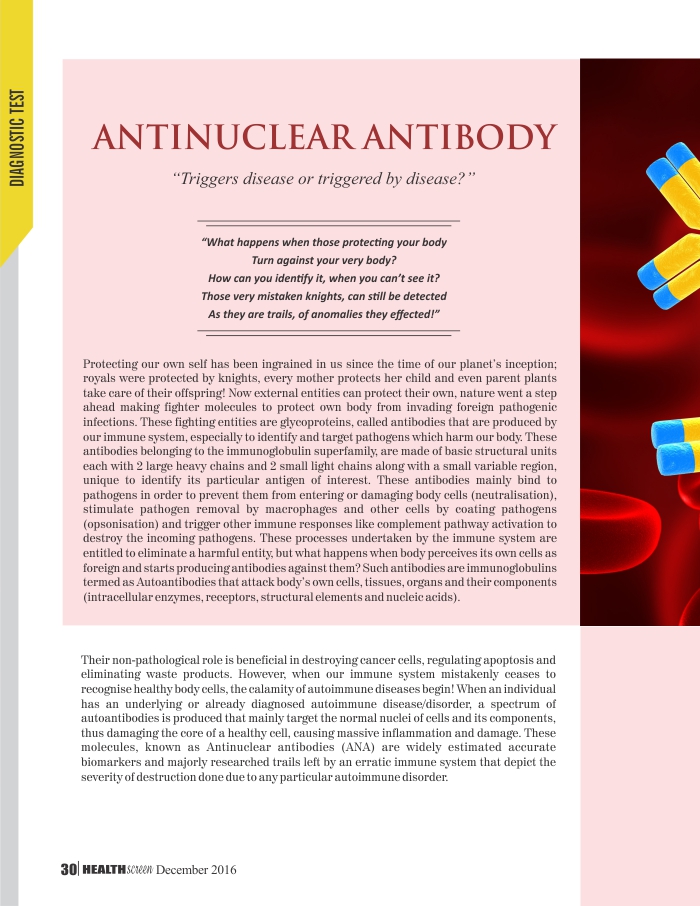 DIAGNOSTIC TEST
ANTINUCLEAR ANTIBODY
“Triggers disease or triggered by disease?”
“What happens when those protecting your body
Turn against your very body?
How can you identify it, when you can’t see it?
Those very mistaken knights, can still be detected
As they are trails, of anomalies they effected!”
Protecting our own self has been ingrained in us since the time of our planet’s inception;
royals were protected by knights, every mother protects her child and even parent plants
take care of their offspring! Now external entities can protect their own, nature went a step
ahead making fighter molecules to protect own body from invading foreign pathogenic
infections. These fighting entities are glycoproteins, called antibodies that are produced by
our immune system, especially to identify and target pathogens which harm our body. These
antibodies belonging to the immunoglobulin superfamily, are made of basic structural units
each with 2 large heavy chains and 2 small light chains along with a small variable region,
unique to identify its particular antigen of interest. These antibodies mainly bind to
pathogens in order to prevent them from entering or damaging body cells (neutralisation),
stimulate pathogen removal by macrophages and other cells by coating pathogens
(opsonisation) and trigger other immune responses like complement pathway activation to
destroy the incoming pathogens. These processes undertaken by the immune system are
entitled to eliminate a harmful entity, but what happens when body perceives its own cells as
foreign and starts producing antibodies against them? Such antibodies are immunoglobulins
termed as Autoantibodies that attack body’s own cells, tissues, organs and their components
(intracellular enzymes, receptors, structural elements and nucleic acids).
Their non-pathological role is beneficial in destroying cancer cells, regulating apoptosis and
eliminating waste products. However, when our immune system mistakenly ceases to
recognise healthy body cells, the calamity of autoimmune diseases begin! When an individual
has an underlying or already diagnosed autoimmune disease/disorder, a spectrum of
autoantibodies is produced that mainly target the normal nuclei of cells and its components,
thus damaging the core of a healthy cell, causing massive inflammation and damage. These
molecules, known as Antinuclear antibodies (ANA) are widely estimated accurate
biomarkers and majorly researched trails left by an erratic immune system that depict the
severity of destruction done due to any particular autoimmune disorder.
30 HEALTHscreen December 2016